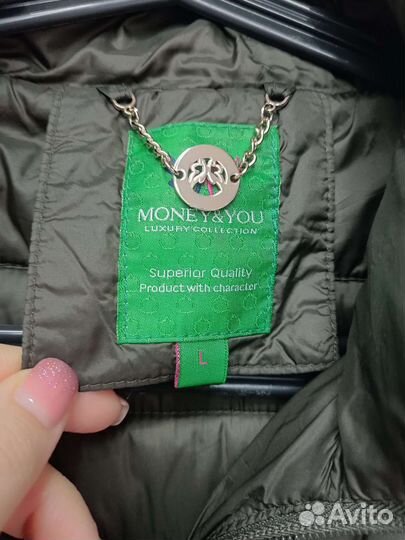 MONEY&YOU
LUXURY COLLECTION
Superior Quality
Product with character
L
Avito